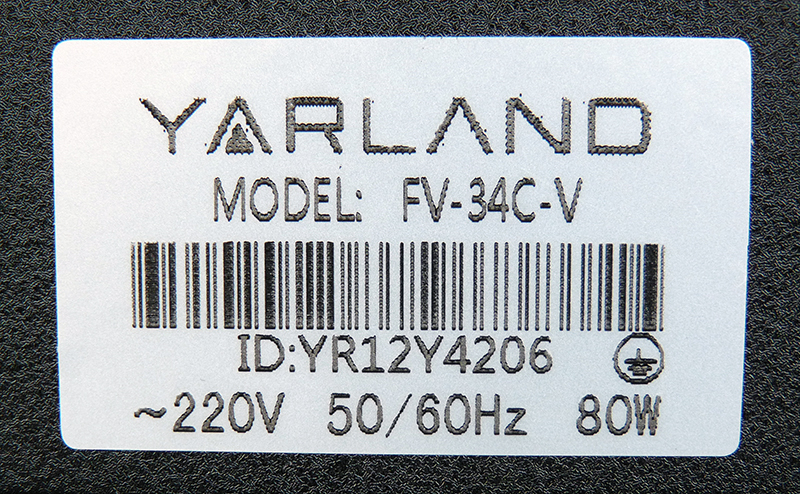 YARLAND
MODEL: FV-34C-V
ID:YR12Y4206
~220V 50/60Hz 80W